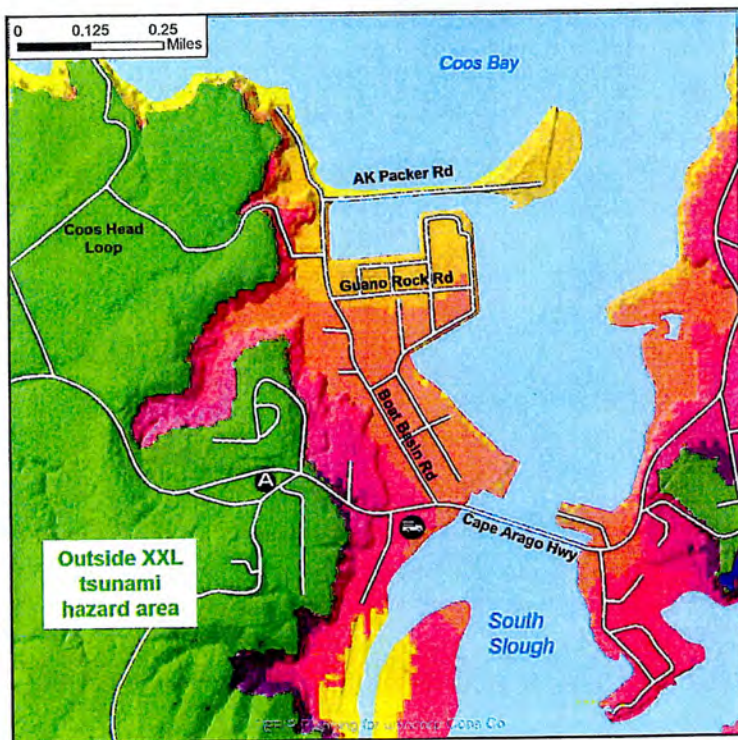 0 0.125 0.25
Miles
Coos Bay
AK Packer Rd
Coos Head
Loop
Guano Rock Rd
Boat Basin Rd
A
Cape Arago Hwy
Outside XXL
tsunami
hazard area
South
Slough